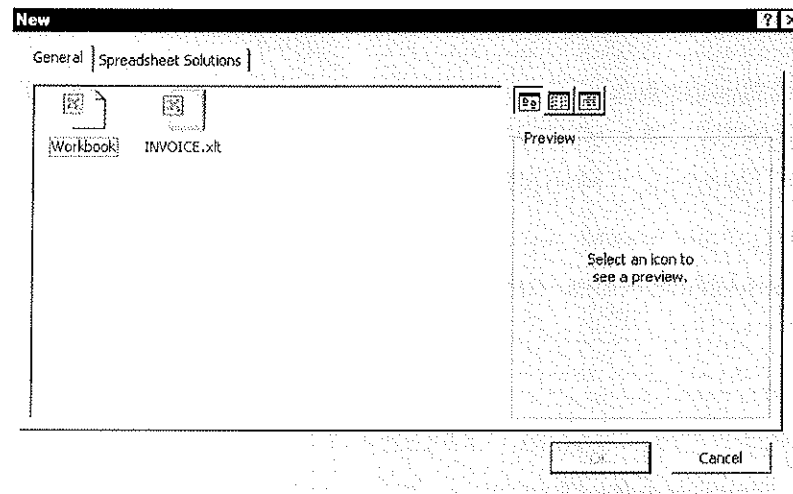 New
General
Spreadsheet Solutions
Workbook
INVOICE.xlt
Preview
Select an icon to
see a preview.
Cancel